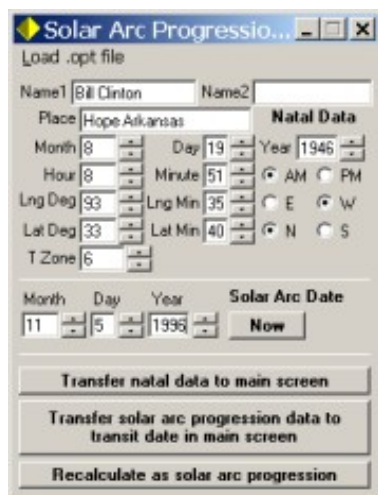 Solar Arc Progressio...
Load .opt file
Name1 Bill Clinton Name2
Place Hope Arkansas Natal Data
Month 8 Day 19 Year 1946
Hour 8 Minute 51 AM PM
Lng Deg 93 Lng Min 35 E W
Lat Deg 33 Lat Min 40 N S
T Zone 6
Month Day Year Solar Arc Date
11 5 1996 Now
Transfer natal data to main screen
Transfer solar arc progression data to
transit date in main screen
Recalculate as solar arc progression